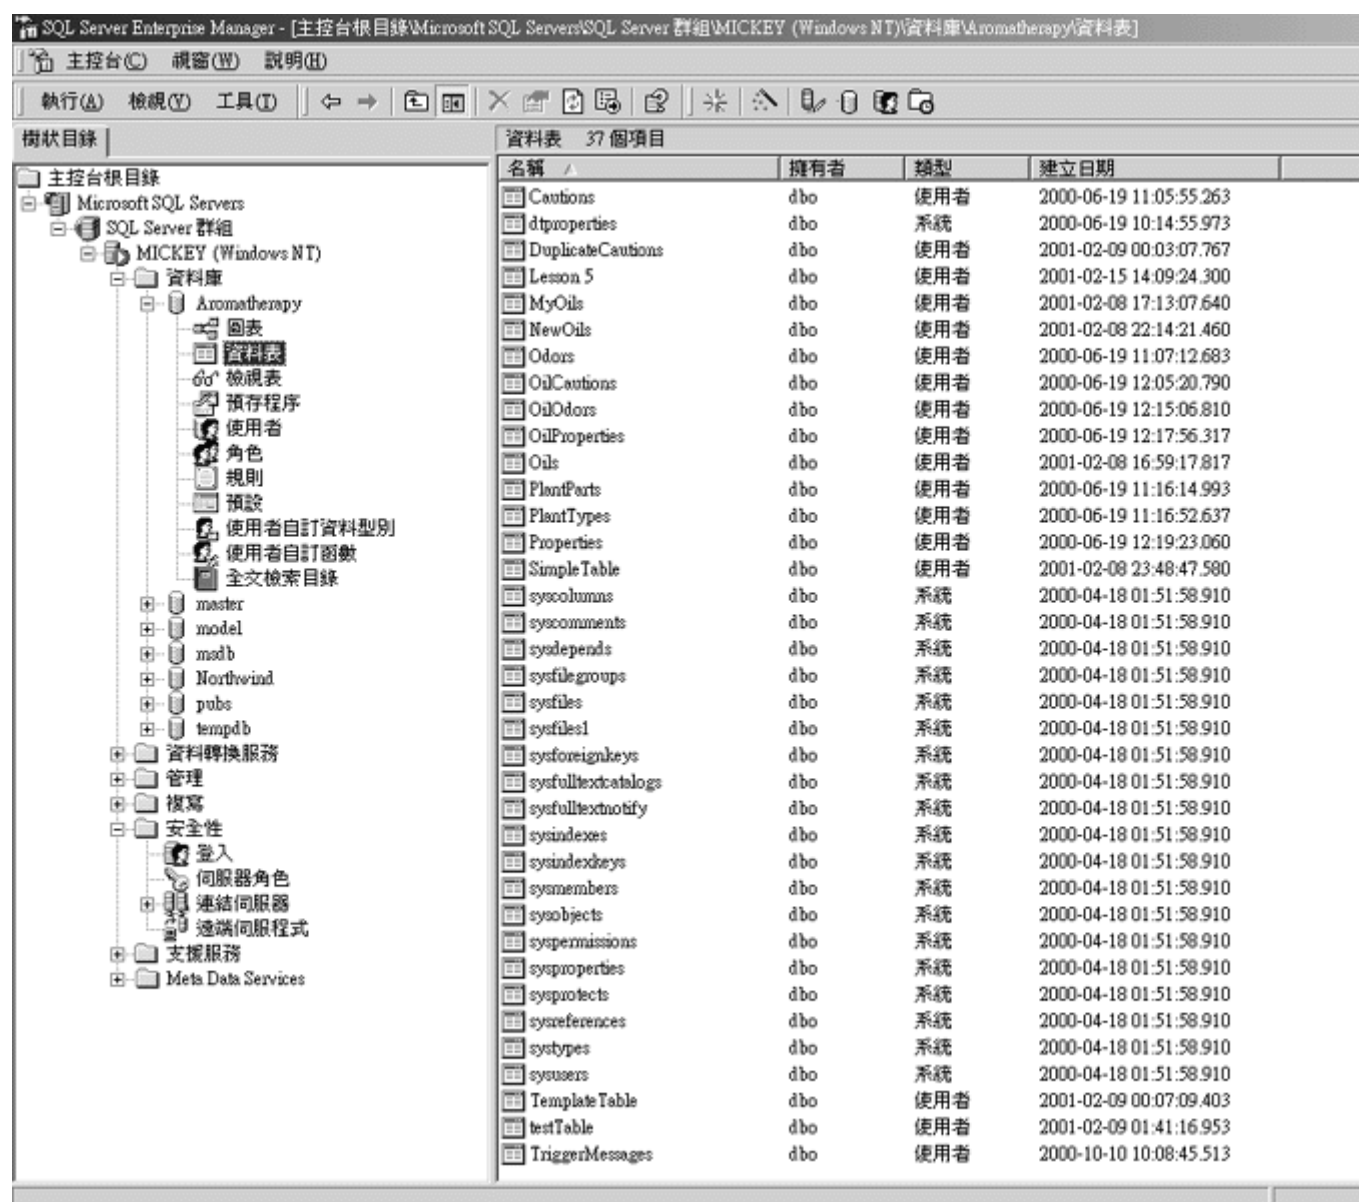 SQL Server Enterprise Manager - [主控台根目錄\Microsoft SQL Servers\SQL Server 群組\MICKEY (Windows NT)\資料庫\Aromatherapy\資料表]
主控台(C) 視窗(W) 說明(H)
執行(A) 檢視(V) 工具(T)
樹狀目錄
主控台根目錄
Microsoft SQL Servers
SQL Server 群組
MICKEY (Windows NT)
資料庫
Aromatherapy
圖表
資料表
檢視表
預存程序
使用者
角色
規則
預設
使用者自訂資料型別
使用者自訂函數
全文檢索目錄
master
model
msdb
Northwind
pubs
tempdb
資料轉換服務
管理
複寫
安全性
登入
伺服器角色
連結伺服器
遠端伺服程式
支援服務
Meta Data Services
資料表 37 個項目
名稱 擁有者 類型 建立日期
Cautions dbo 使用者 2000-06-19 11:05:55.263
dtproperties dbo 系統 2000-06-19 10:14:55.973
DuplicateCautions dbo 使用者 2001-02-09 00:03:07.767
Lesson 5 dbo 使用者 2001-02-15 14:09:24.300
MyOils dbo 使用者 2001-02-08 17:13:07.640
NewOils dbo 使用者 2001-02-08 22:14:21.460
Odors dbo 使用者 2000-06-19 11:07:12.683
OilCautions dbo 使用者 2000-06-19 12:05:20.790
OilOdors dbo 使用者 2000-06-19 12:15:06.810
OilProperties dbo 使用者 2000-06-19 12:17:56.317
Oils dbo 使用者 2001-02-08 16:59:17.817
PlantParts dbo 使用者 2000-06-19 11:16:14.993
PlantTypes dbo 使用者 2000-06-19 11:16:52.637
Properties dbo 使用者 2000-06-19 12:19:23.060
SimpleTable dbo 使用者 2001-02-08 23:48:47.580
syscolumns dbo 系統 2000-04-18 01:51:58.910
syscomments dbo 系統 2000-04-18 01:51:58.910
sysdepends dbo 系統 2000-04-18 01:51:58.910
sysfilegroups dbo 系統 2000-04-18 01:51:58.910
sysfiles dbo 系統 2000-04-18 01:51:58.910
sysfiles1 dbo 系統 2000-04-18 01:51:58.910
sysforeignkeys dbo 系統 2000-04-18 01:51:58.910
sysfulltextcatalogs dbo 系統 2000-04-18 01:51:58.910
sysfulltextnotify dbo 系統 2000-04-18 01:51:58.910
sysindexes dbo 系統 2000-04-18 01:51:58.910
sysindexkeys dbo 系統 2000-04-18 01:51:58.910
sysmembers dbo 系統 2000-04-18 01:51:58.910
sysobjects dbo 系統 2000-04-18 01:51:58.910
syspermissions dbo 系統 2000-04-18 01:51:58.910
sysproperties dbo 系統 2000-04-18 01:51:58.910
sysprotects dbo 系統 2000-04-18 01:51:58.910
sysreferences dbo 系統 2000-04-18 01:51:58.910
systypes dbo 系統 2000-04-18 01:51:58.910
sysusers dbo 系統 2000-04-18 01:51:58.910
TemplateTable dbo 使用者 2001-02-09 00:07:09.403
testTable dbo 使用者 2001-02-09 01:41:16.953
TriggerMessages dbo 使用者 2000-10-10 10:08:45.513